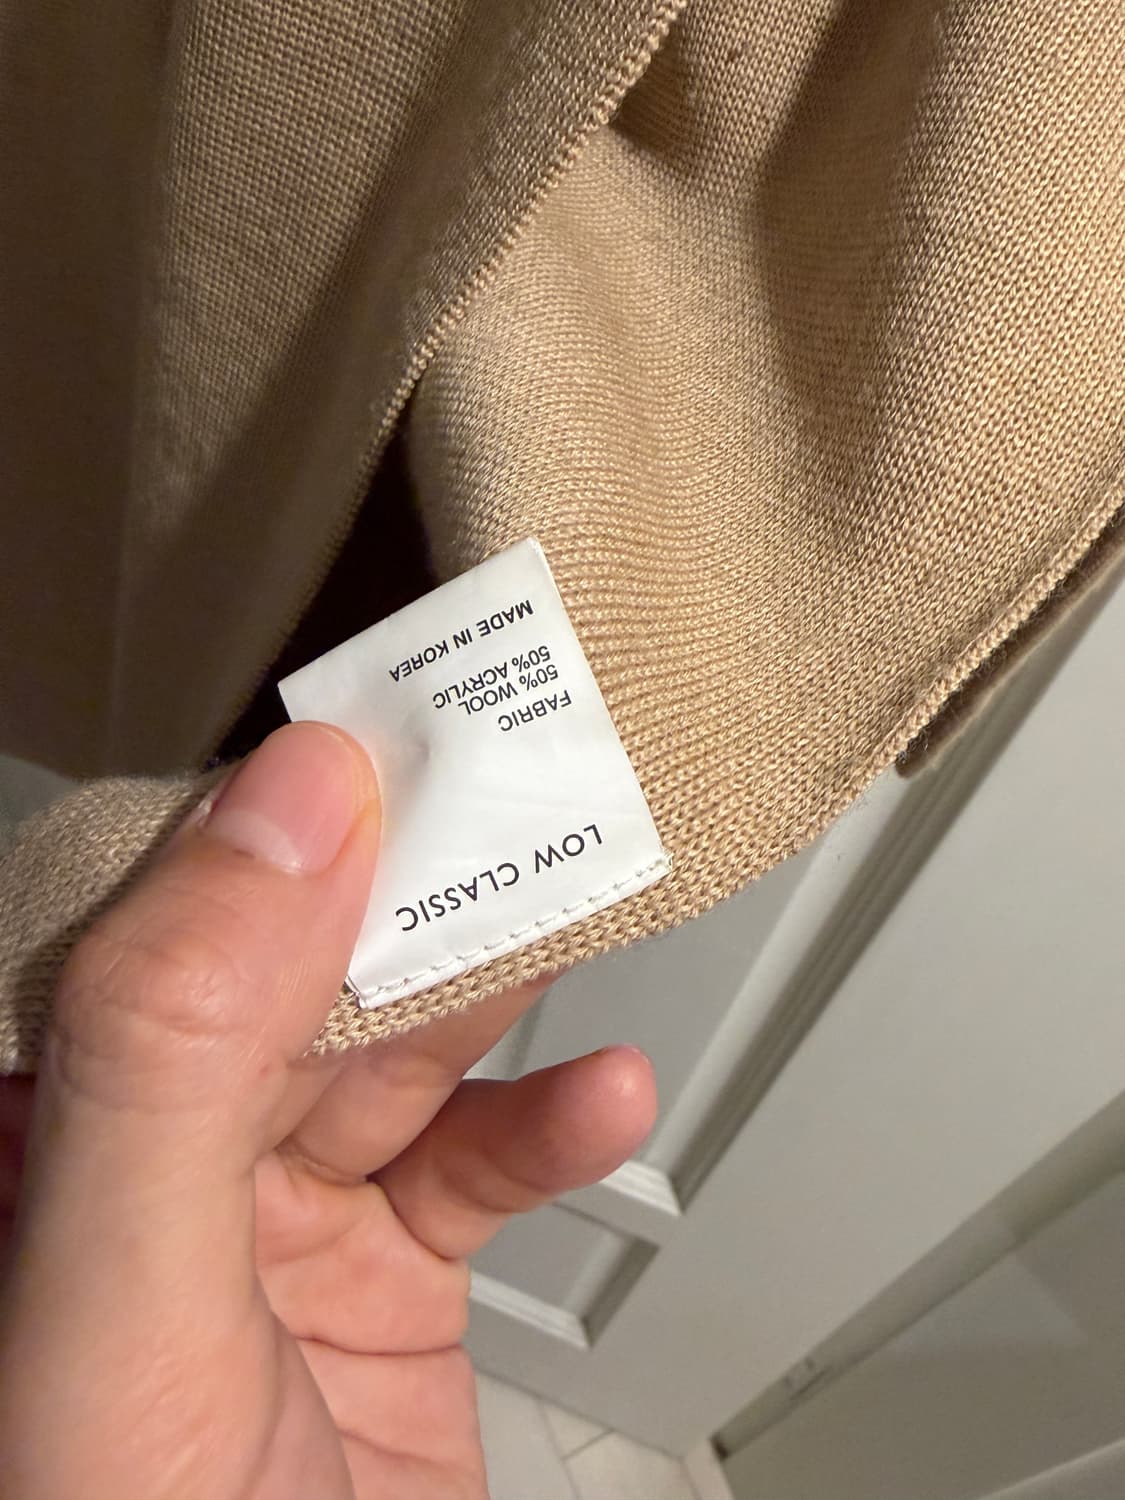 LOW CLASSIC
FABRIC
50% WOOL
50% ACRYLIC
MADE IN KOREA